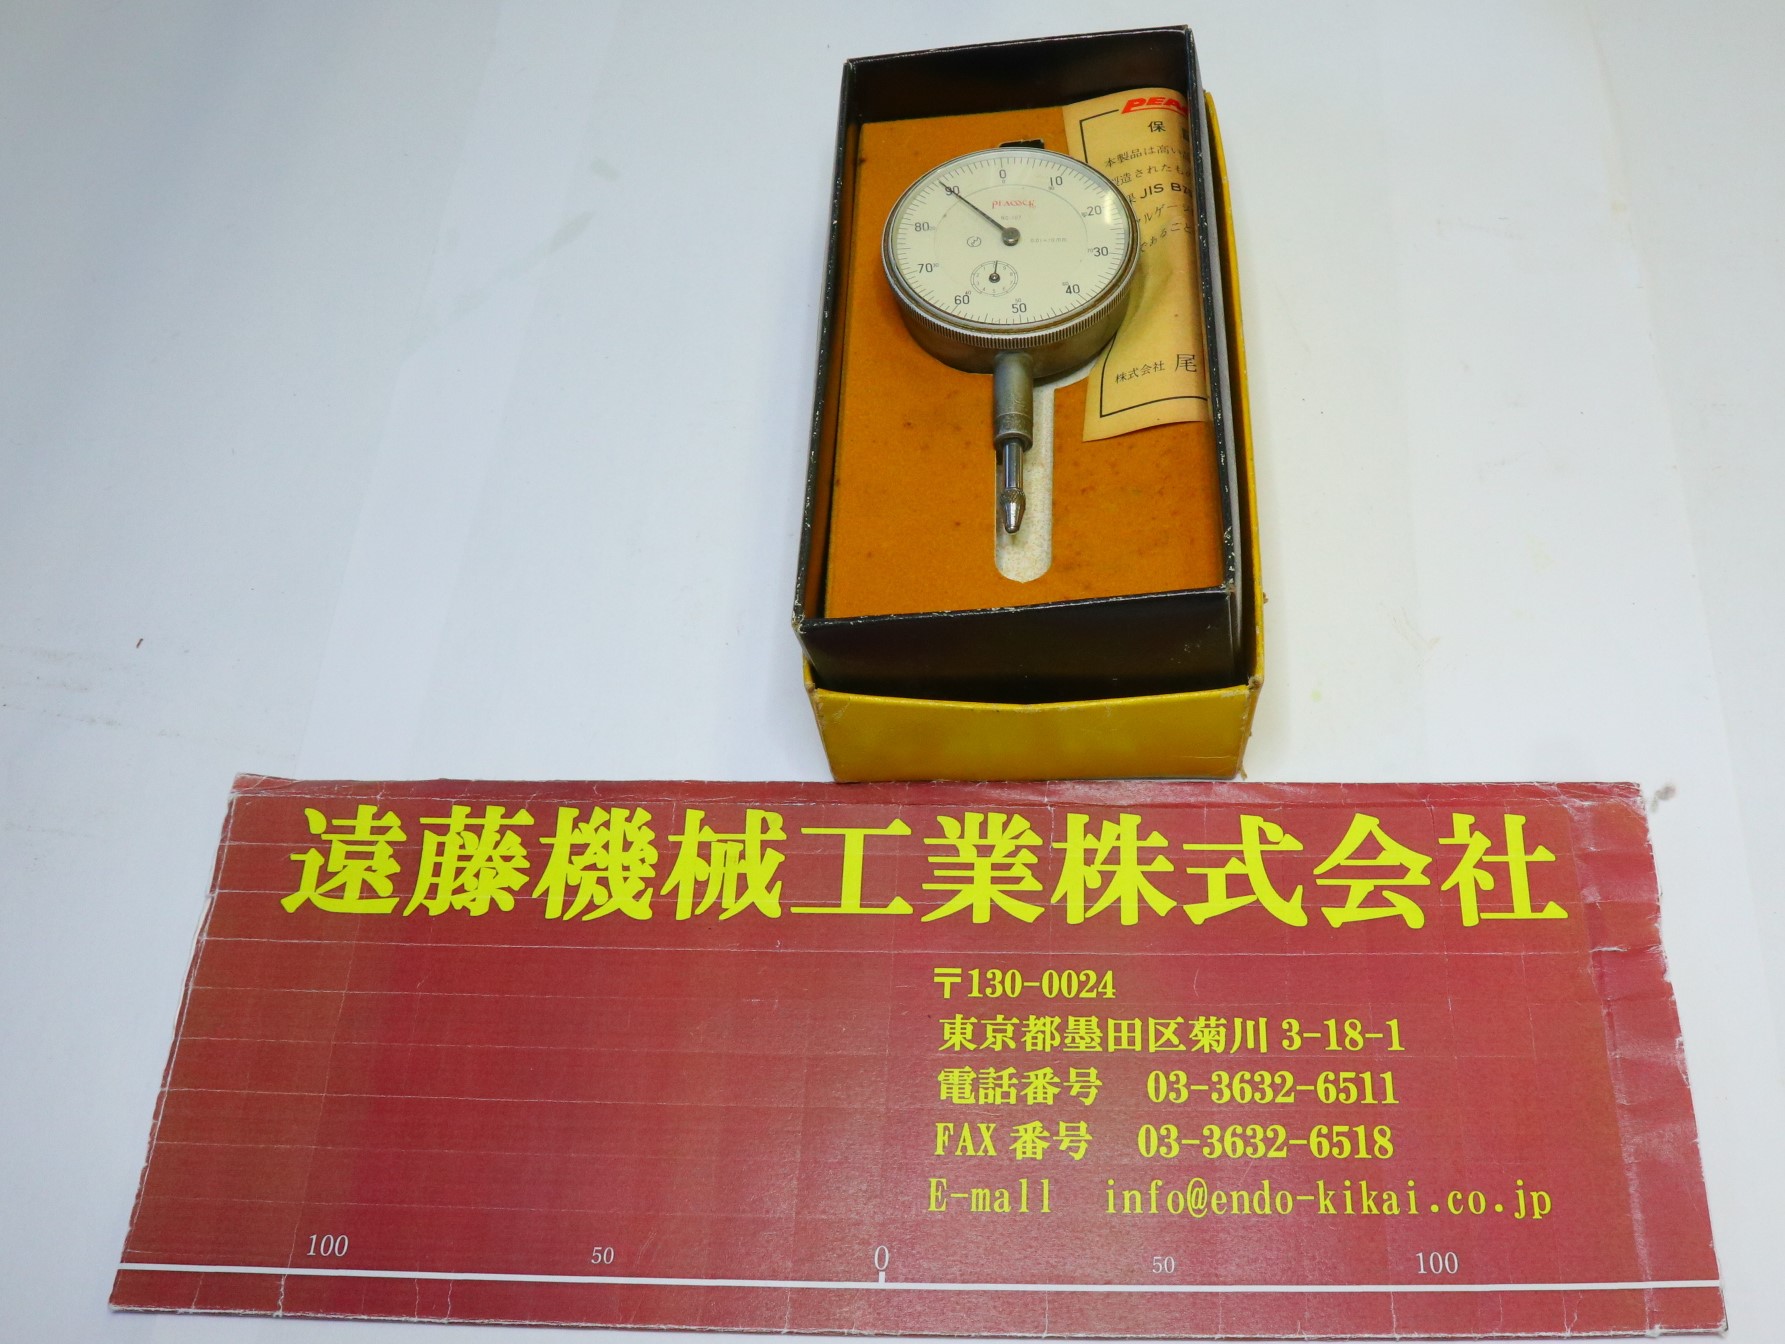 PEACOCK
0
10
20
30
40
50
60
70
80
90
0.01×10mm
保
本製品は高い
製造されたも
JIS B7
ルゲー
であるこ
株式会社 尾
遠藤機械工業株式会社
〒130-0024
東京都墨田区菊川 3-18-1
電話番号 03-3632-6511
FAX 番号 03-3632-6518
E-mall info@endo-kikai.co.jp
100 50 0 50 100